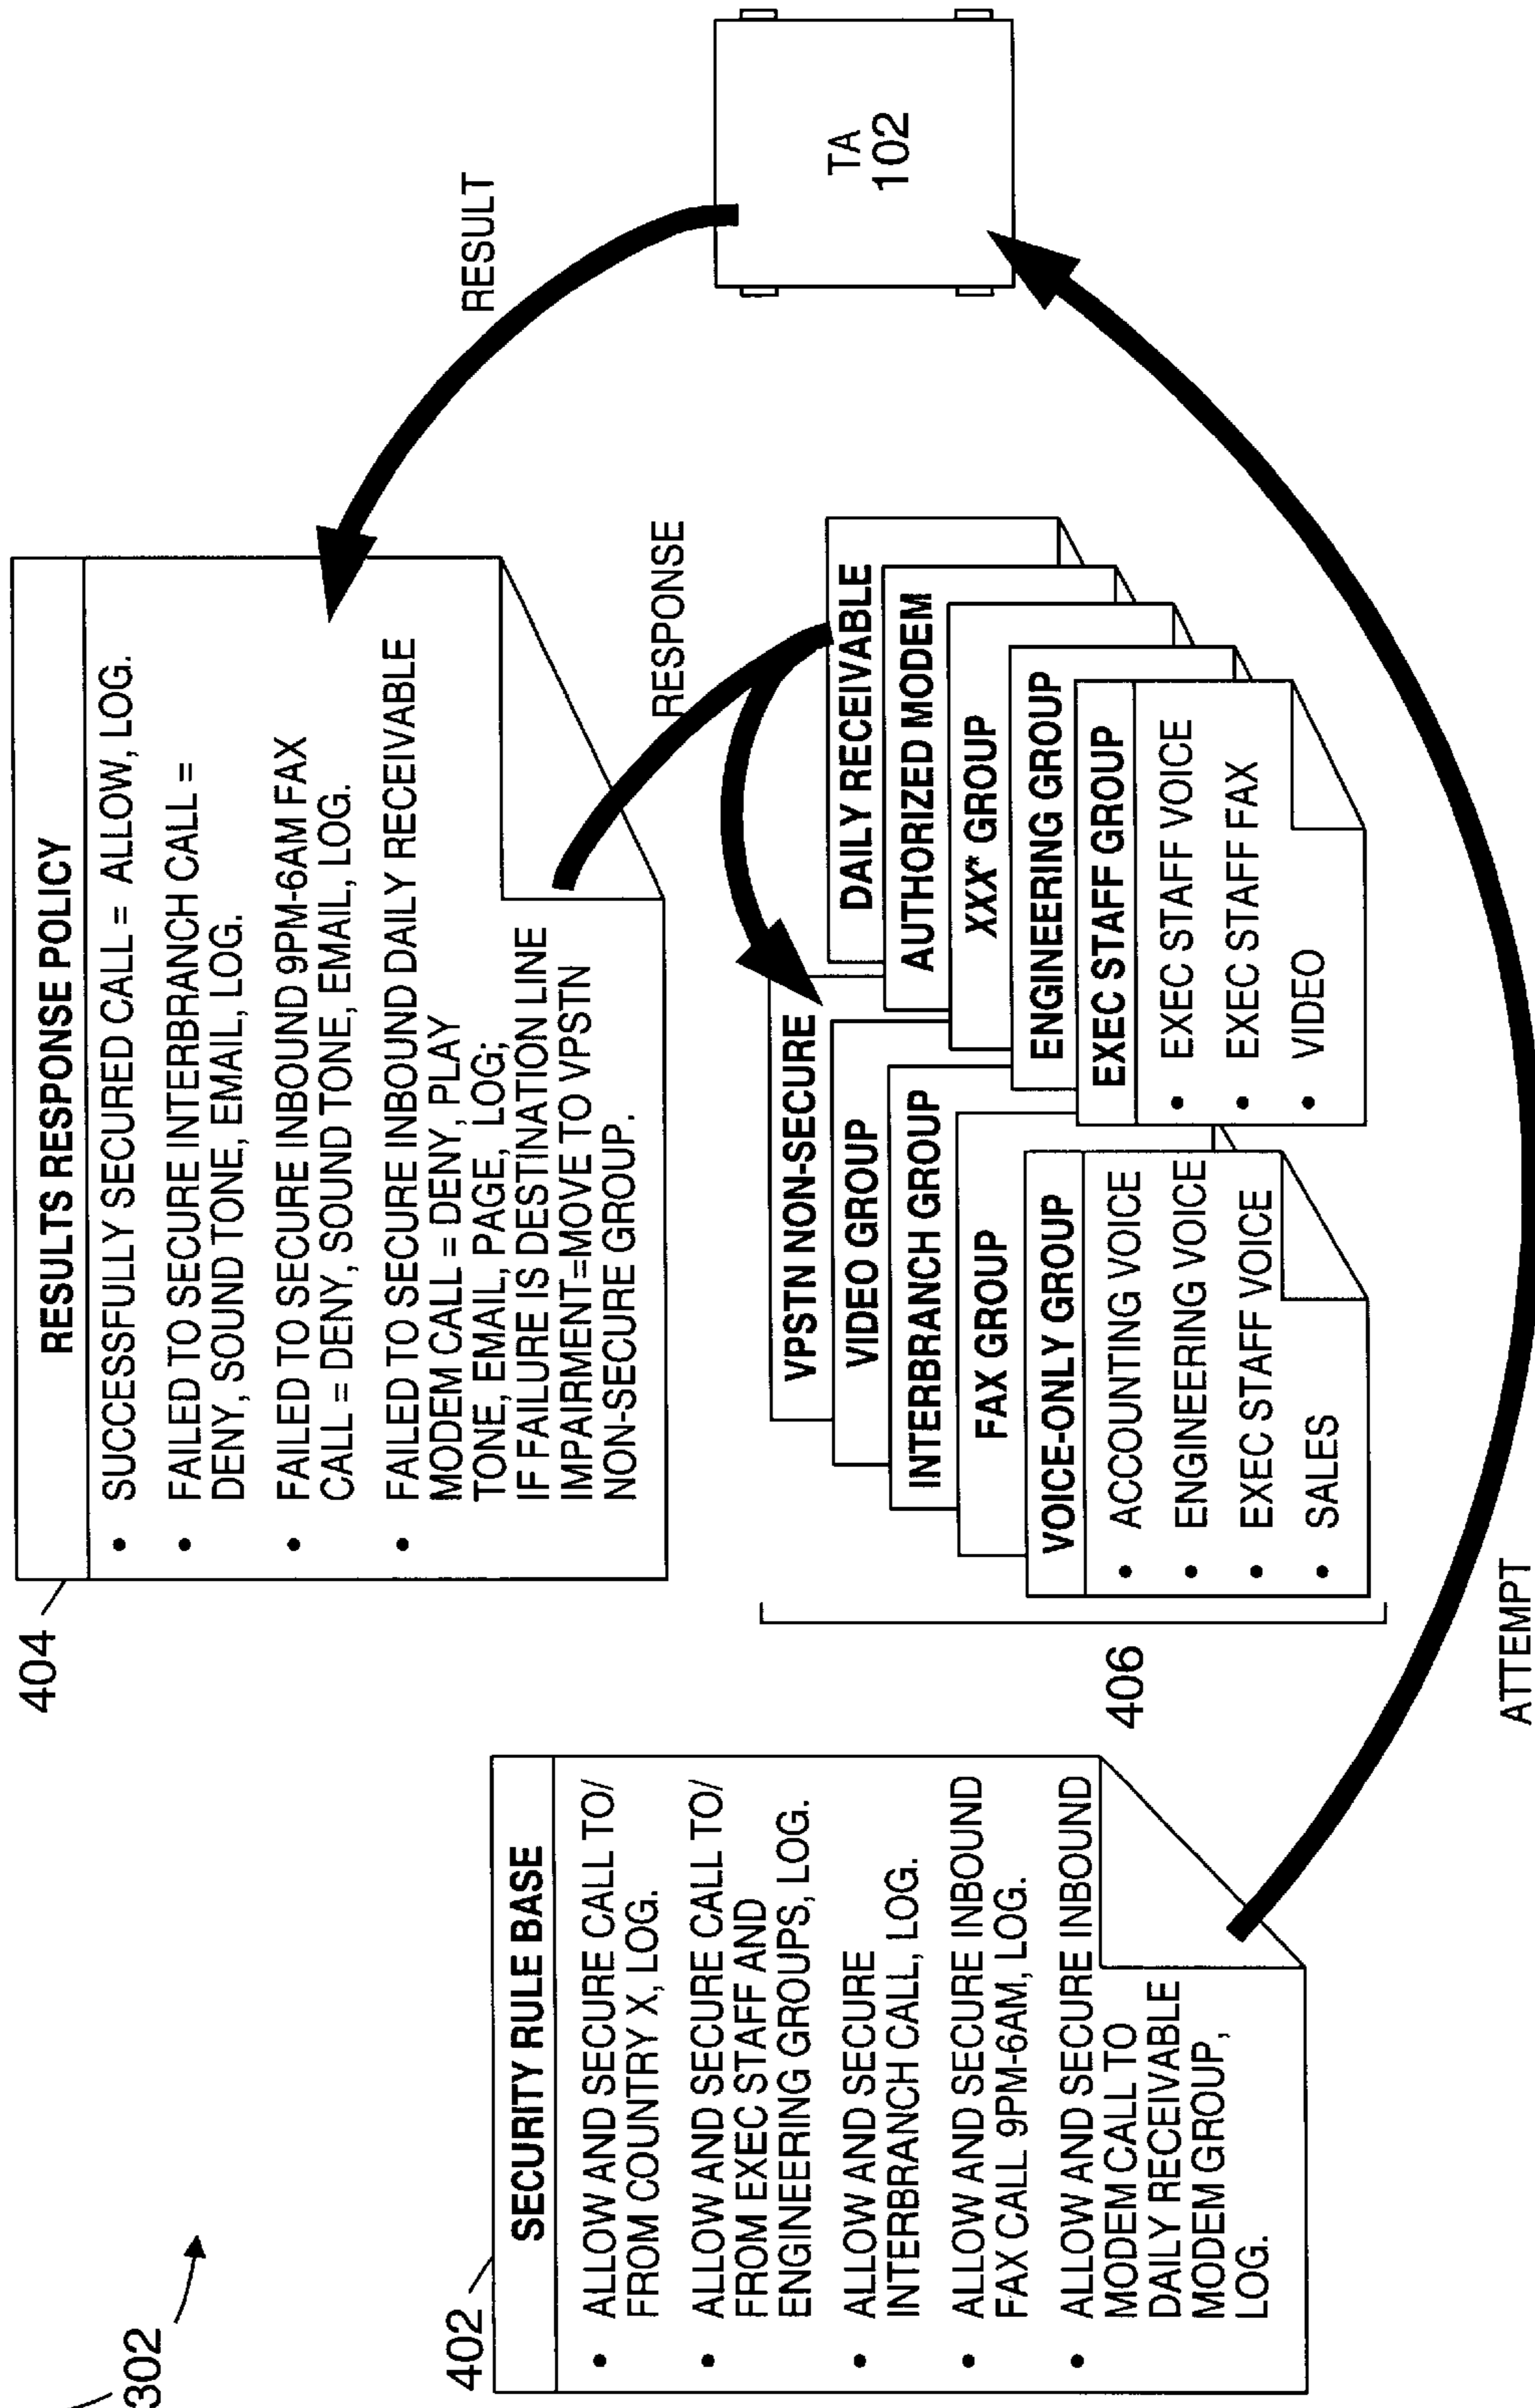 302
402
SECURITY RULE BASE
• ALLOW AND SECURE CALL TO/
FROM COUNTRY X, LOG.
• ALLOW AND SECURE CALL TO/
FROM EXEC STAFF AND
ENGINEERING GROUPS, LOG.
• ALLOW AND SECURE
INTERBRANCH CALL, LOG.
• ALLOW AND SECURE INBOUND
FAX CALL 9PM-6AM, LOG.
• ALLOW AND SECURE INBOUND
MODEM CALL TO
DAILY RECEIVABLE
MODEM GROUP,
LOG.
404
RESULTS RESPONSE POLICY
• SUCCESSFULLY SECURED CALL = ALLOW, LOG.
• FAILED TO SECURE INTERBRANCH CALL =
DENY, SOUND TONE, EMAIL, LOG.
• FAILED TO SECURE INBOUND 9PM-6AM FAX
CALL = DENY, SOUND TONE, EMAIL, LOG.
• FAILED TO SECURE INBOUND DAILY RECEIVABLE
MODEM CALL = DENY, PLAY
TONE, EMAIL, PAGE, LOG;
IF FAILURE IS DESTINATION LINE
IMPAIRMENT=MOVE TO VPSTN
NON-SECURE GROUP.
RESPONSE
406
VPSTN NON-SECURE
VIDEO GROUP
INTERBRANCH GROUP
FAX GROUP
VOICE-ONLY GROUP
• ACCOUNTING VOICE
• ENGINEERING VOICE
• EXEC STAFF VOICE
• SALES
DAILY RECEIVABLE
AUTHORIZED MODEM
XXX* GROUP
ENGINEERING GROUP
EXEC STAFF GROUP
• EXEC STAFF VOICE
• EXEC STAFF FAX
• VIDEO
RESULT
TA
102
ATTEMPT